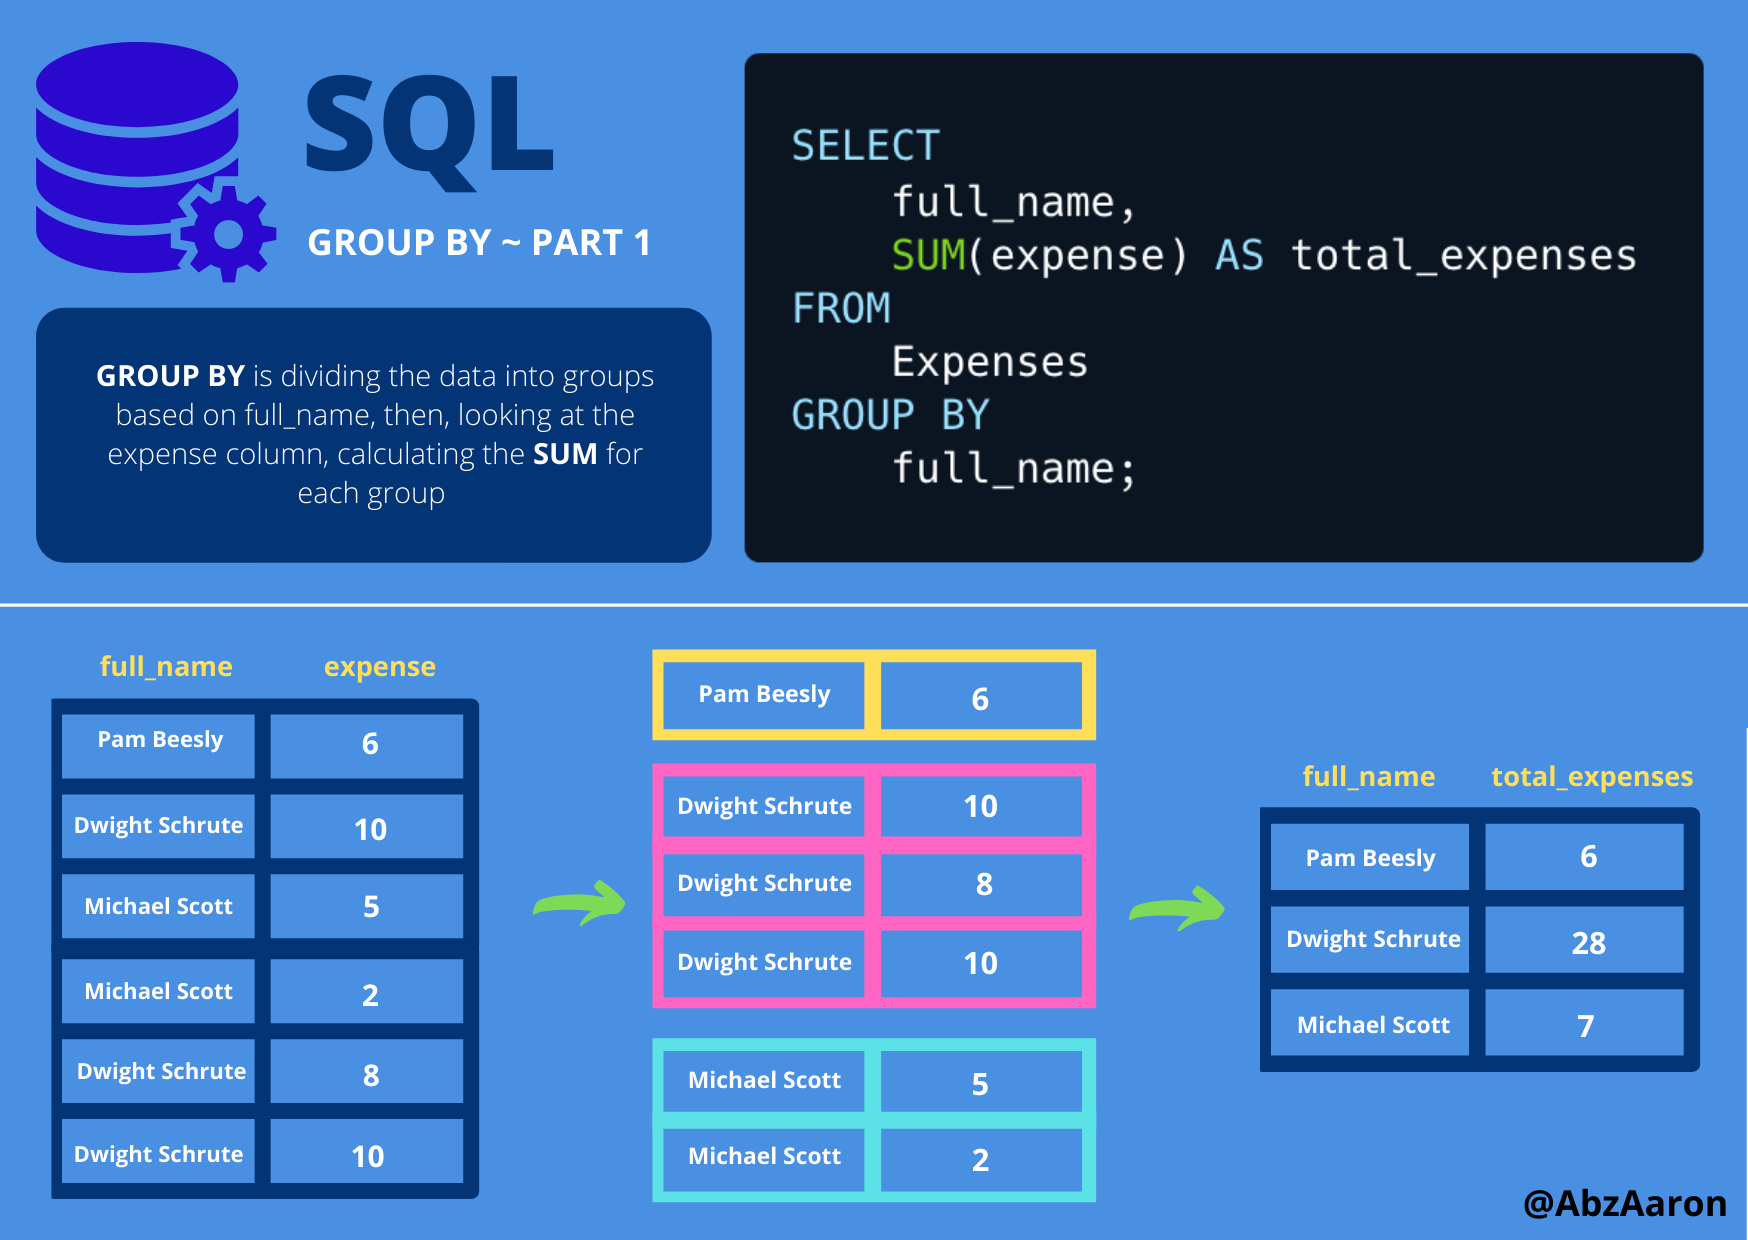 SQL
GROUP BY ~ PART 1
GROUP BY is dividing the data into groups
based on full_name, then, looking at the
expense column, calculating the SUM for
each group
SELECT
full_name,
SUM(expense) AS total_expenses
FROM
Expenses
GROUP BY
full_name;
full_name expense
Pam Beesly 6
Dwight Schrute 10
Michael Scott 5
Michael Scott 2
Dwight Schrute 8
Dwight Schrute 10
Pam Beesly 6
Dwight Schrute 10
Dwight Schrute 8
Dwight Schrute 10
Michael Scott 5
Michael Scott 2
full_name total_expenses
Pam Beesly 6
Dwight Schrute 28
Michael Scott 7
@AbzAaron